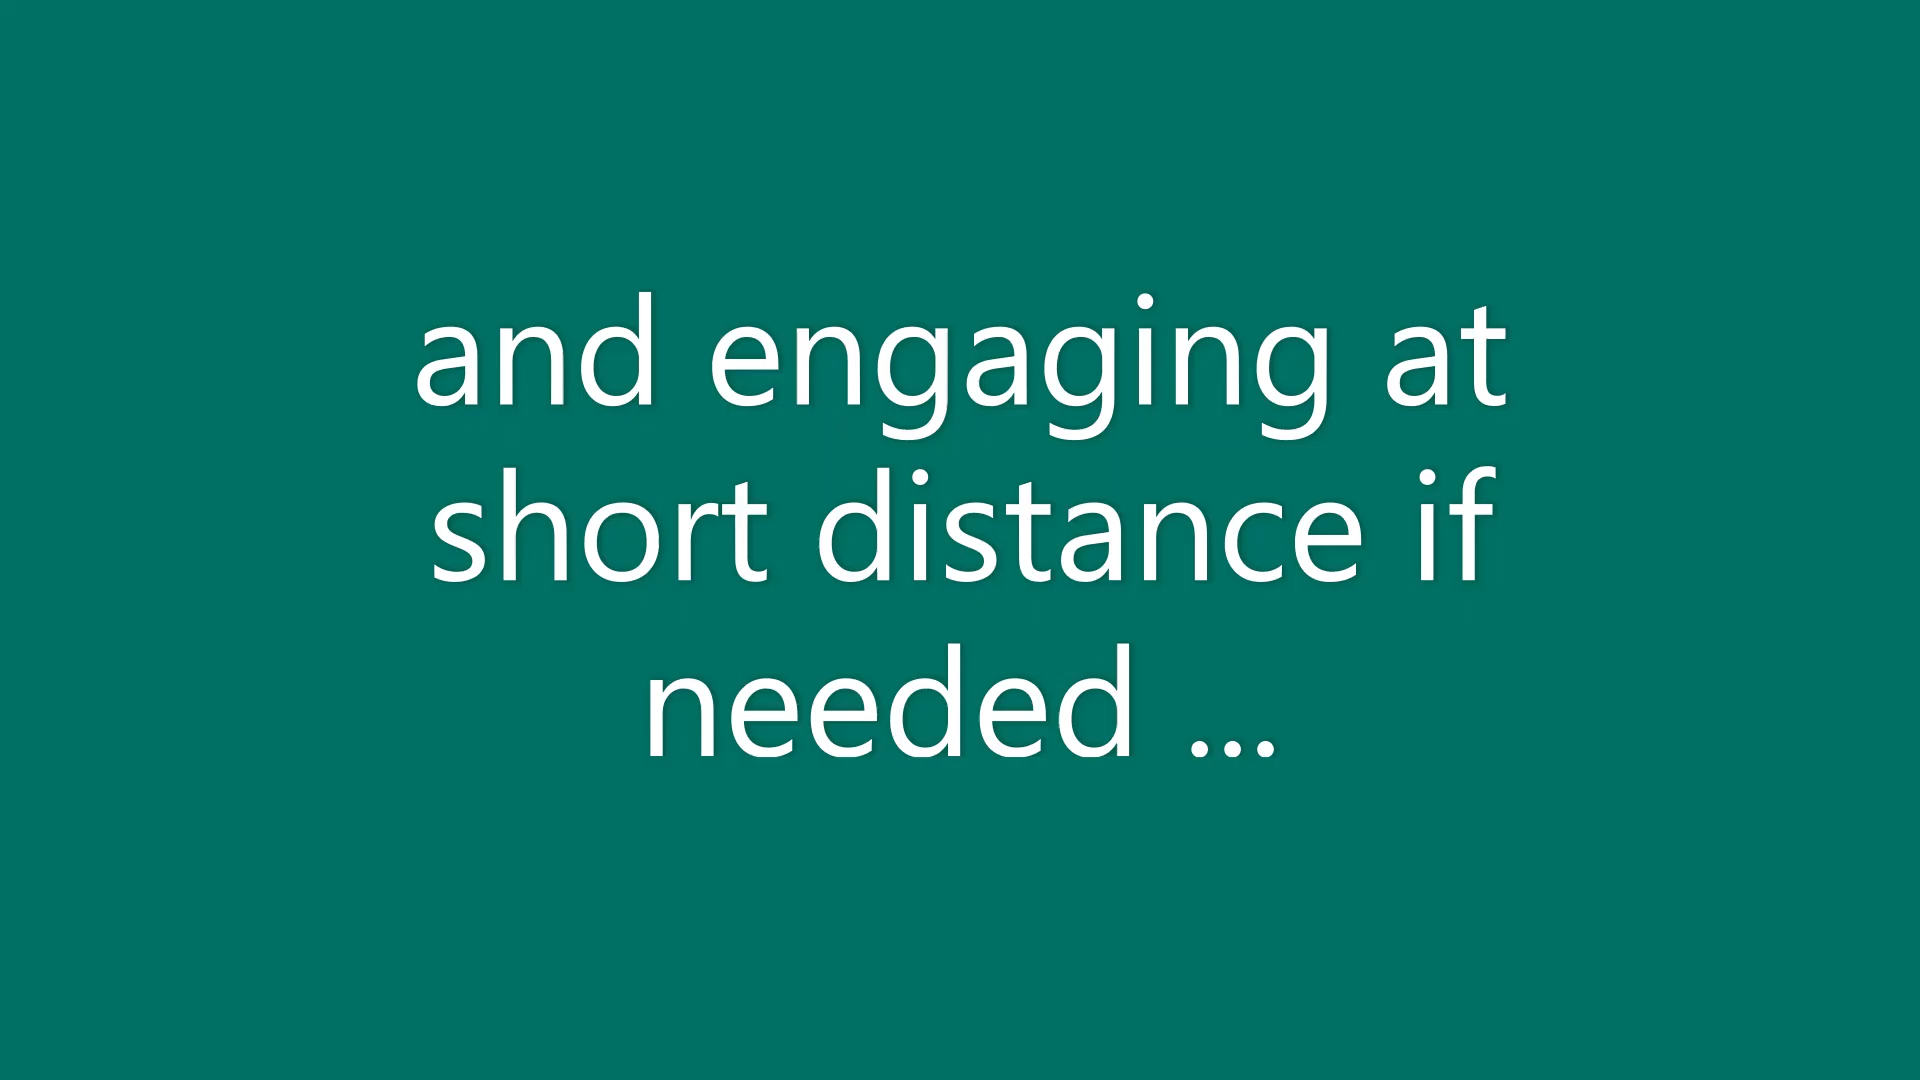 and engaging at
short distance if
needed ...